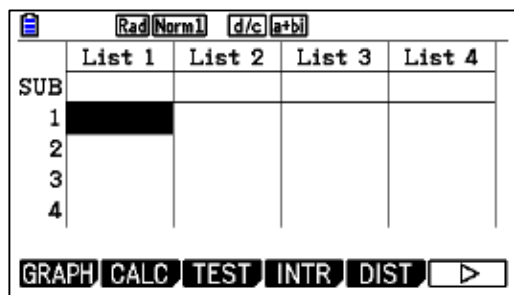 Rad Norm1 d/c a+bi
List 1 List 2 List 3 List 4
SUB
1
2
3
4
GRAPH CALC TEST INTR DIST ▷